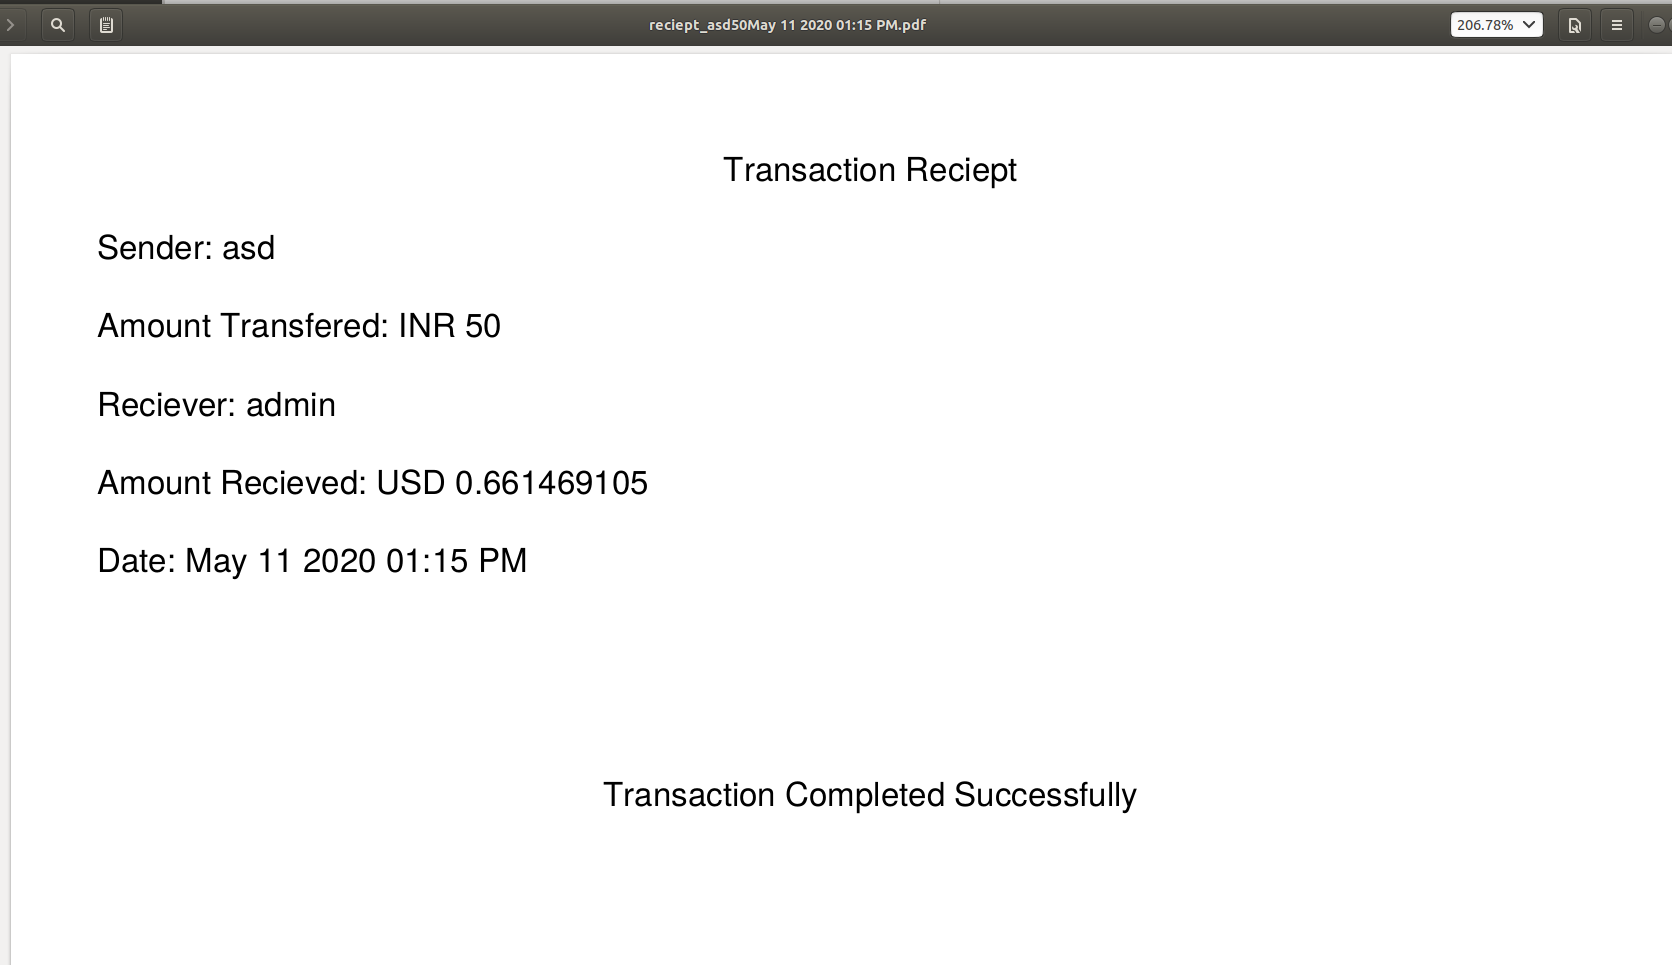 reciept_asd50May 11 2020 01:15 PM.pdf
206.78%
Transaction Reciept
Sender: asd
Amount Transfered: INR 50
Reciever: admin
Amount Recieved: USD 0.661469105
Date: May 11 2020 01:15 PM
Transaction Completed Successfully